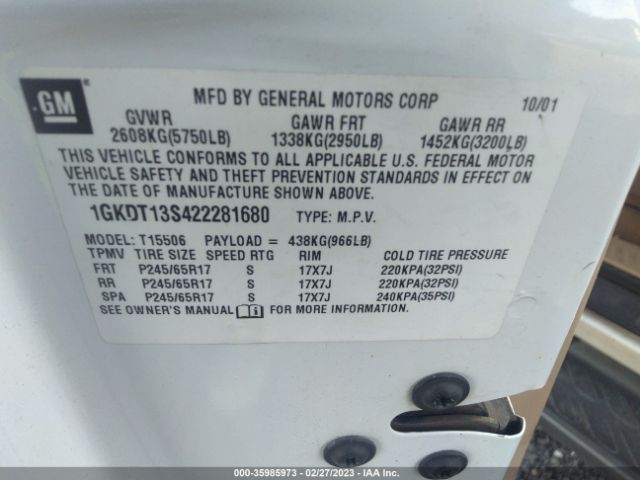 GM
MFD BY GENERAL MOTORS CORP 10/01
GVWR GAWR FRT GAWR RR
2608KG(5750LB) 1338KG(2950LB) 1452KG(3200LB)
THIS VEHICLE CONFORMS TO ALL APPLICABLE U.S. FEDERAL MOTOR
VEHICLE SAFETY AND THEFT PREVENTION STANDARDS IN EFFECT ON
THE DATE OF MANUFACTURE SHOWN ABOVE.
1GKDT13S422281680 TYPE: M.P.V.
MODEL: T15506 PAYLOAD = 438KG(966LB)
TPMV TIRE SIZE SPEED RTG RIM COLD TIRE PRESSURE
FRT P245/65R17 S 17X7J 220KPA(32PSI)
RR P245/65R17 S 17X7J 220KPA(32PSI)
SPA P245/65R17 S 17X7J 240KPA(35PSI)
SEE OWNER'S MANUAL FOR MORE INFORMATION.
000-35985973 - 02/27/2023 - IAA Inc.